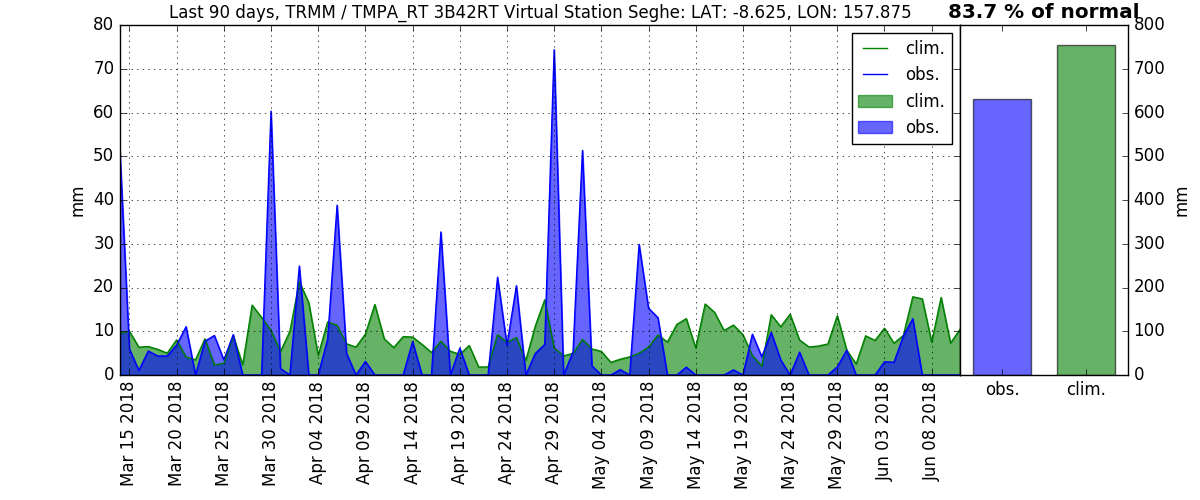 Last 90 days, TRMM / TMPA_RT 3B42RT Virtual Station Seghe: LAT: -8.625, LON: 157.875
83.7 % of normal
80
70
60
50
40
30
20
10
0
mm
clim.
obs.
clim.
obs.
Mar 15 2018
Mar 20 2018
Mar 25 2018
Mar 30 2018
Apr 04 2018
Apr 09 2018
Apr 14 2018
Apr 19 2018
Apr 24 2018
Apr 29 2018
May 04 2018
May 09 2018
May 14 2018
May 19 2018
May 24 2018
May 29 2018
Jun 03 2018
Jun 08 2018
800
700
600
500
400
300
200
100
0
mm
obs.
clim.